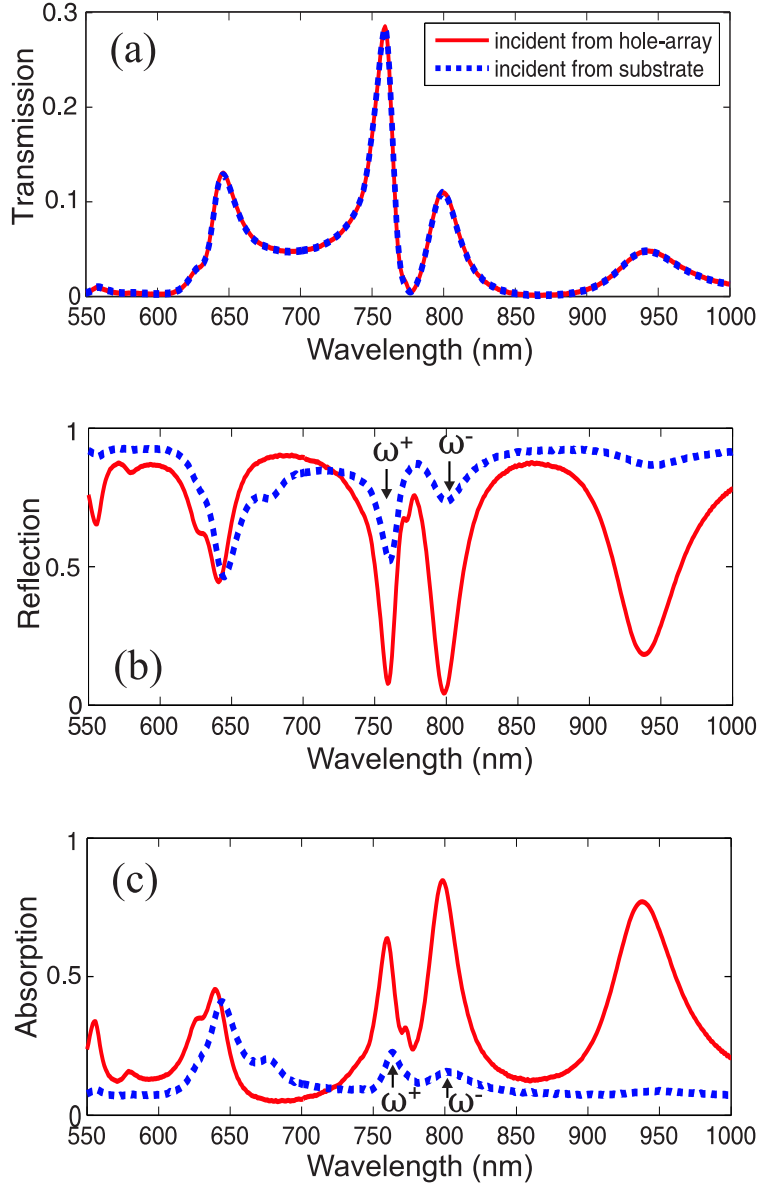 (a)
incident from hole-array
incident from substrate
Transmission
0.3
0.2
0.1
0
550 600 650 700 750 800 850 900 950 1000
Wavelength (nm)
(b)
ω⁺ ω⁻
Reflection
1
0.5
0
550 600 650 700 750 800 850 900 950 1000
Wavelength (nm)
(c)
Absorption
1
0.5
0
ω⁺ ω⁻
550 600 650 700 750 800 850 900 950 1000
Wavelength (nm)